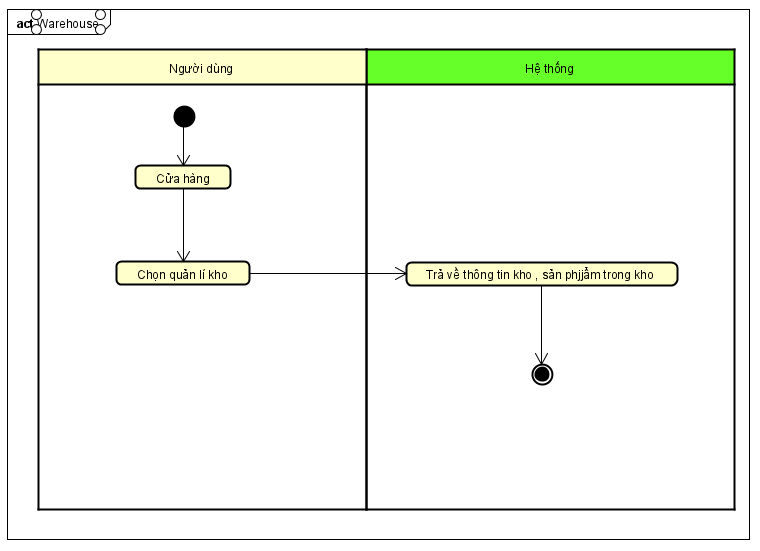 act Warehouse
Người dùng
Hệ thống
Cửa hàng
Chọn quản lí kho
Trả về thông tin kho , sản phjjẩm trong kho